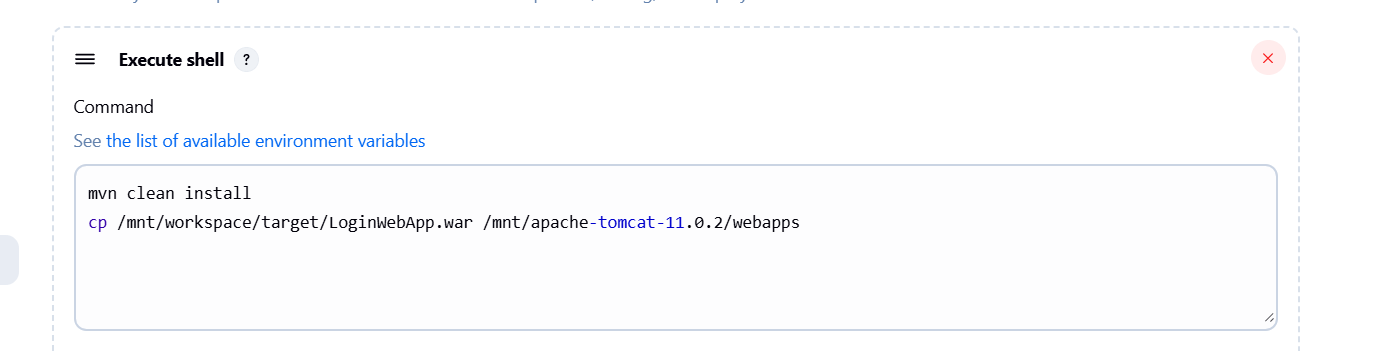 Execute shell ?
Command
See the list of available environment variables
mvn clean install
cp /mnt/workspace/target/LoginWebApp.war /mnt/apache-tomcat-11.0.2/webapps